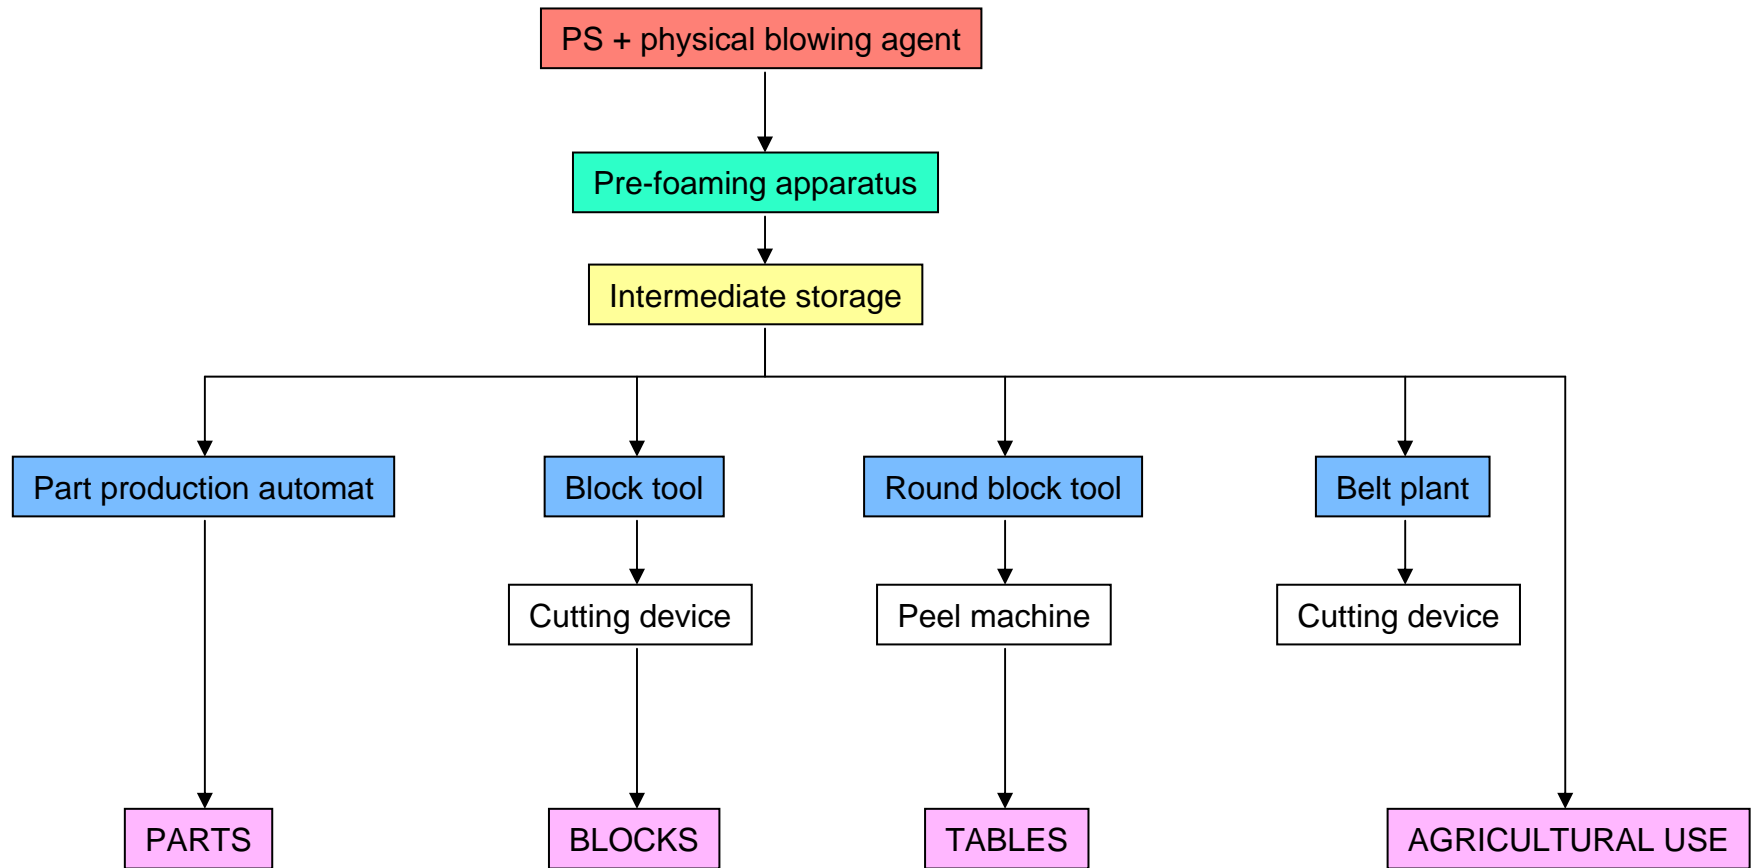 PS + physical blowing agent
Pre-foaming apparatus
Intermediate storage
Part production automat
Block tool
Round block tool
Belt plant
Cutting device
Peel machine
Cutting device
PARTS
BLOCKS
TABLES
AGRICULTURAL USE